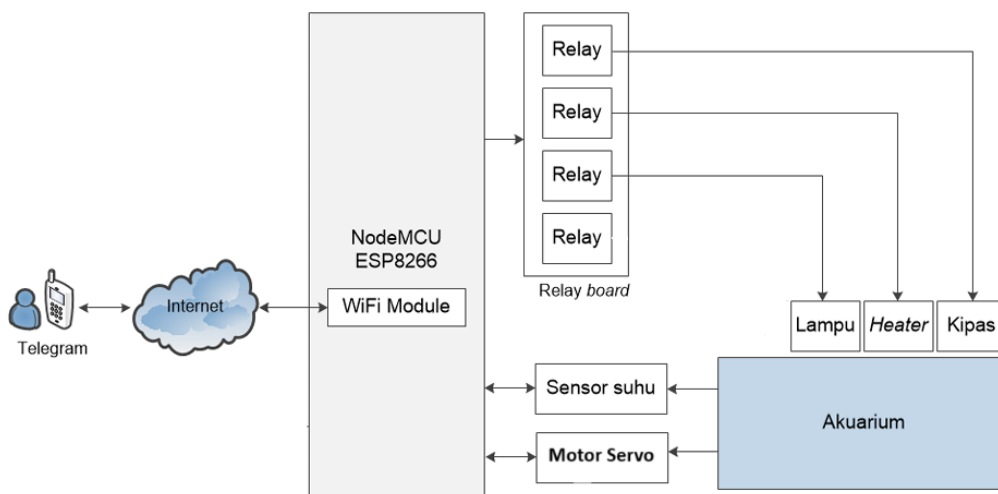 Relay
Relay
Relay
Relay
Relay board
NodeMCU
ESP8266
WiFi Module
Internet
Telegram
Lampu
Heater
Kipas
Sensor suhu
Motor Servo
Akuarium